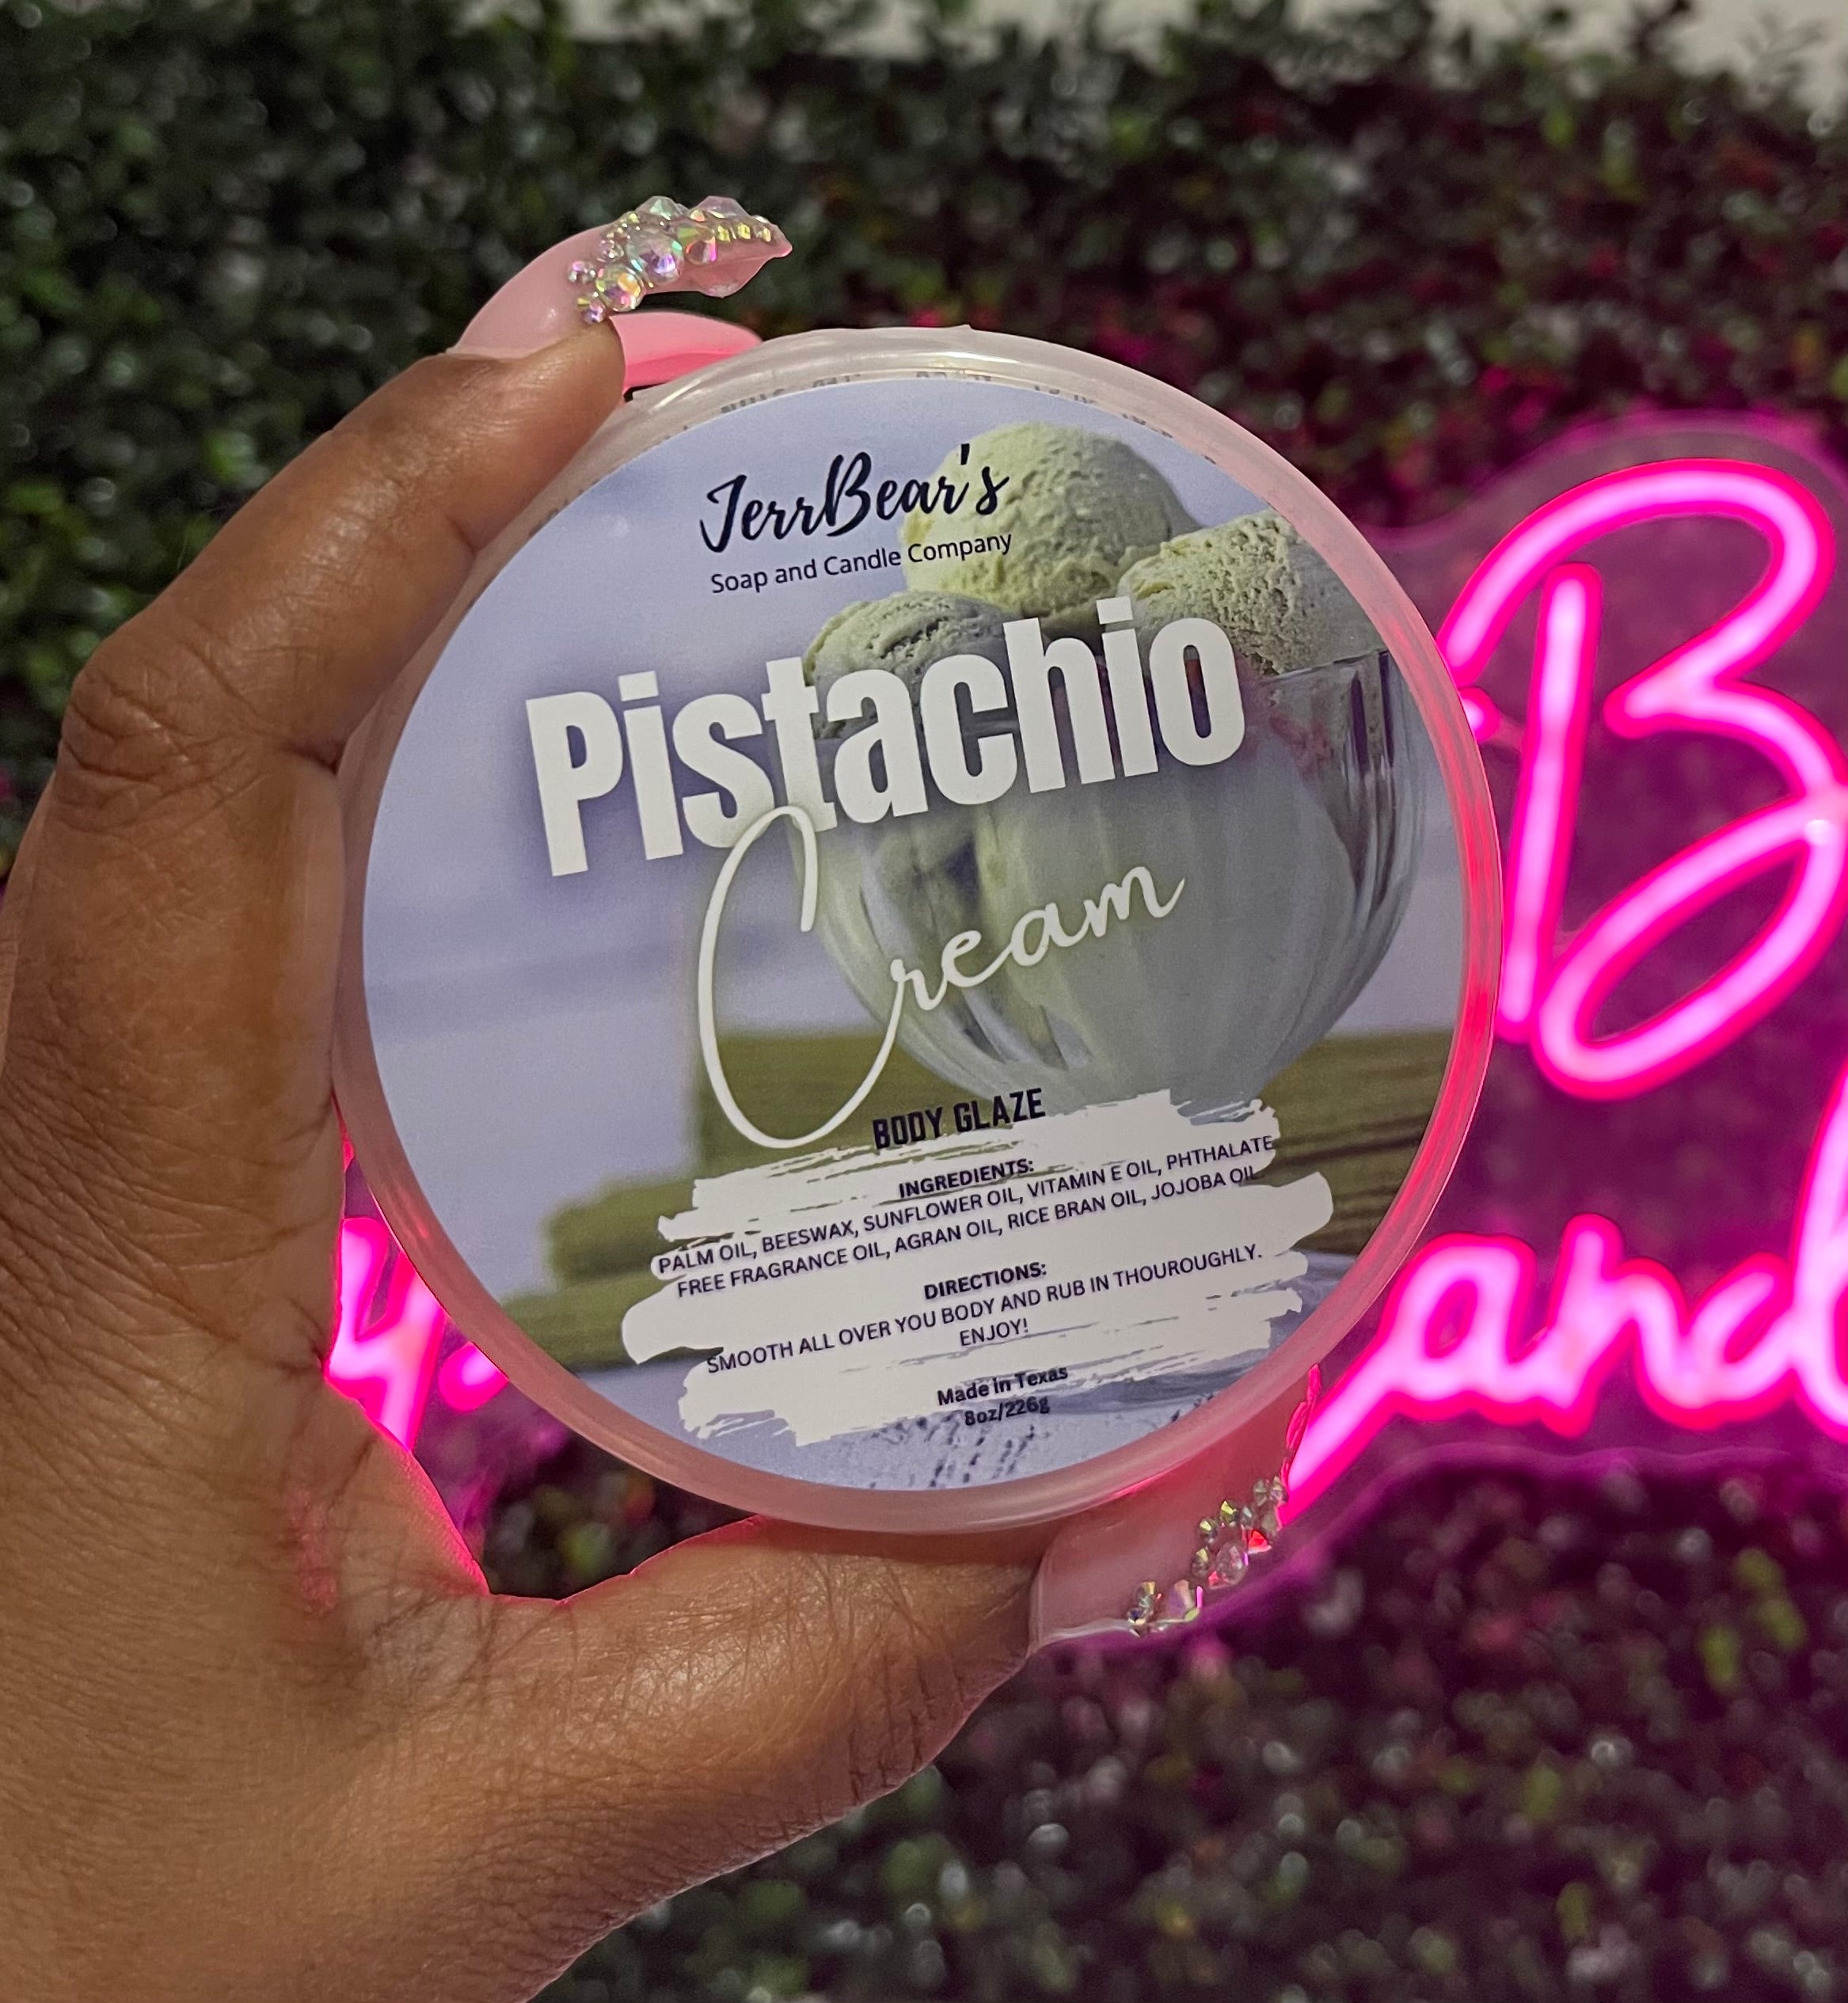 JerrBear's
Soap and Candle Company
Pistachio
Cream
BODY GLAZE
INGREDIENTS:
PALM OIL, BEESWAX, SUNFLOWER OIL, VITAMIN E OIL, PHTHALATE
FREE FRAGRANCE OIL, AGRAN OIL, RICE BRAN OIL, JOJOBA OIL
DIRECTIONS:
SMOOTH ALL OVER YOU BODY AND RUB IN THOUROUGHLY.
ENJOY!
Made in Texas
8oz/226g
B
and